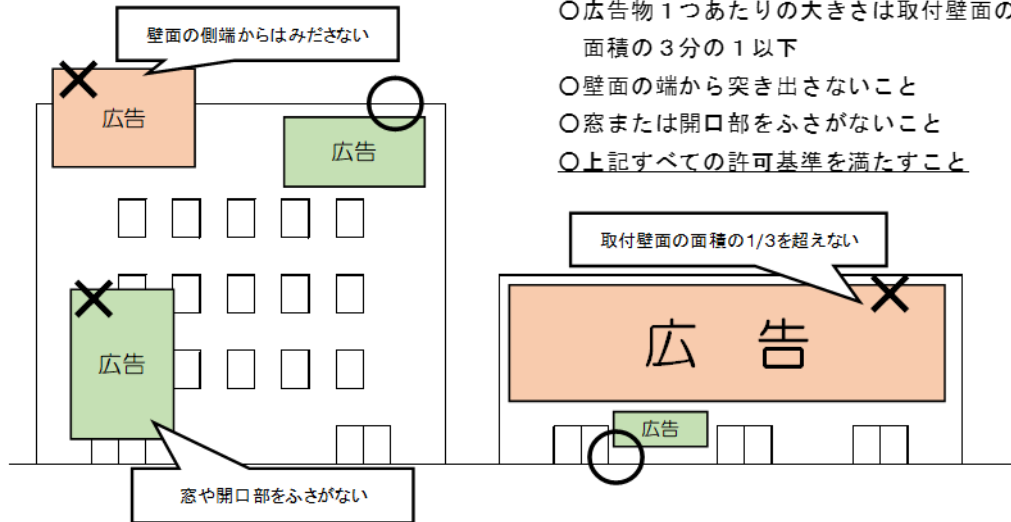 〇広告物１つあたりの大きさは取付壁面の
面積の３分の１以下
〇壁面の端から突き出さないこと
〇窓または開口部をふさがないこと
〇上記すべての許可基準を満たすこと
壁面の側端からはみださない
広告
広告
広告
窓や開口部をふさがない
取付壁面の面積の1/3を超えない
広告
広告